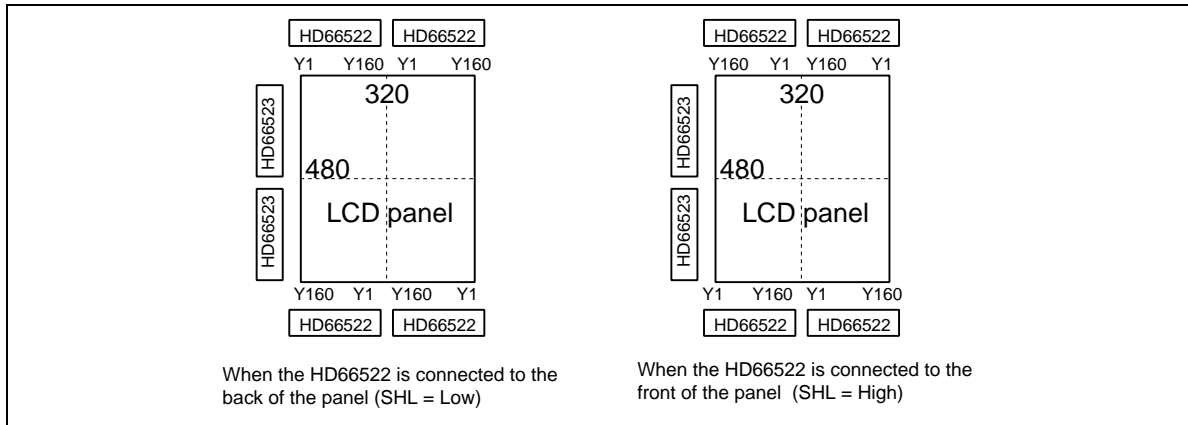 HD66522 HD66522
Y1 Y160 Y1 Y160
320
HD66523
480
HD66523
LCD panel
Y160 Y1 Y160 Y1
HD66522 HD66522
When the HD66522 is connected to the
back of the panel (SHL = Low)
HD66522 HD66522
Y160 Y1 Y160 Y1
320
HD66523
480
HD66523
LCD panel
Y1 Y160 Y1 Y160
HD66522 HD66522
When the HD66522 is connected to the
front of the panel (SHL = High)